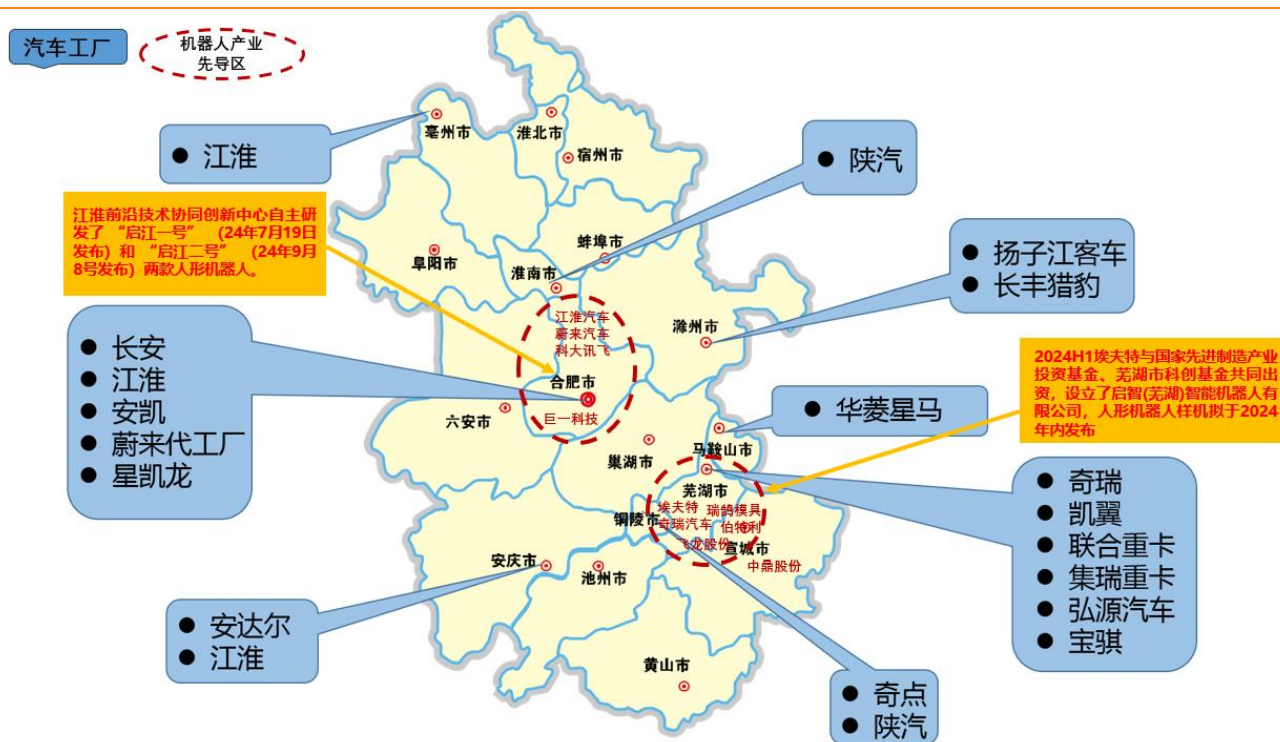 汽车工厂
机器人产业
先导区
● 江淮
亳州市
淮北市
宿州市
● 陕汽
江淮前沿技术协同创新中心自主研
发了 “启江一号” (24年7月19日
发布) 和 “启江二号” (24年9月
8号发布) 两款人形机器人。
阜阳市
淮南市
蚌埠市
● 扬子江客车
● 长丰猎豹
滁州市
● 长安
● 江淮
● 安凯
● 蔚来代工厂
● 星凯龙
江淮汽车
蔚来汽车
科大讯飞
合肥市
巨一科技
六安市
巢湖市
● 华菱星马
马鞍山市
2024H1埃夫特与国家先进制造产业
投资基金、芜湖市科创基金共同出
资，设立了启智(芜湖)智能机器人有
限公司，人形机器人样机拟于2024
年内发布
芜湖市
埃夫特
瑞鹄模具
奇瑞汽车
伯特利
飞龙股份
铜陵市
宣城市
中鼎股份
● 奇瑞
● 凯翼
● 联合重卡
● 集瑞重卡
● 弘源汽车
● 宝骐
安庆市
池州市
● 安达尔
● 江淮
黄山市
● 奇点
● 陕汽